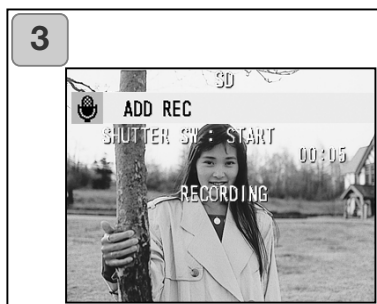 3
SD
ADD REC
SHUTTER SW : START
00:05
RECORDING